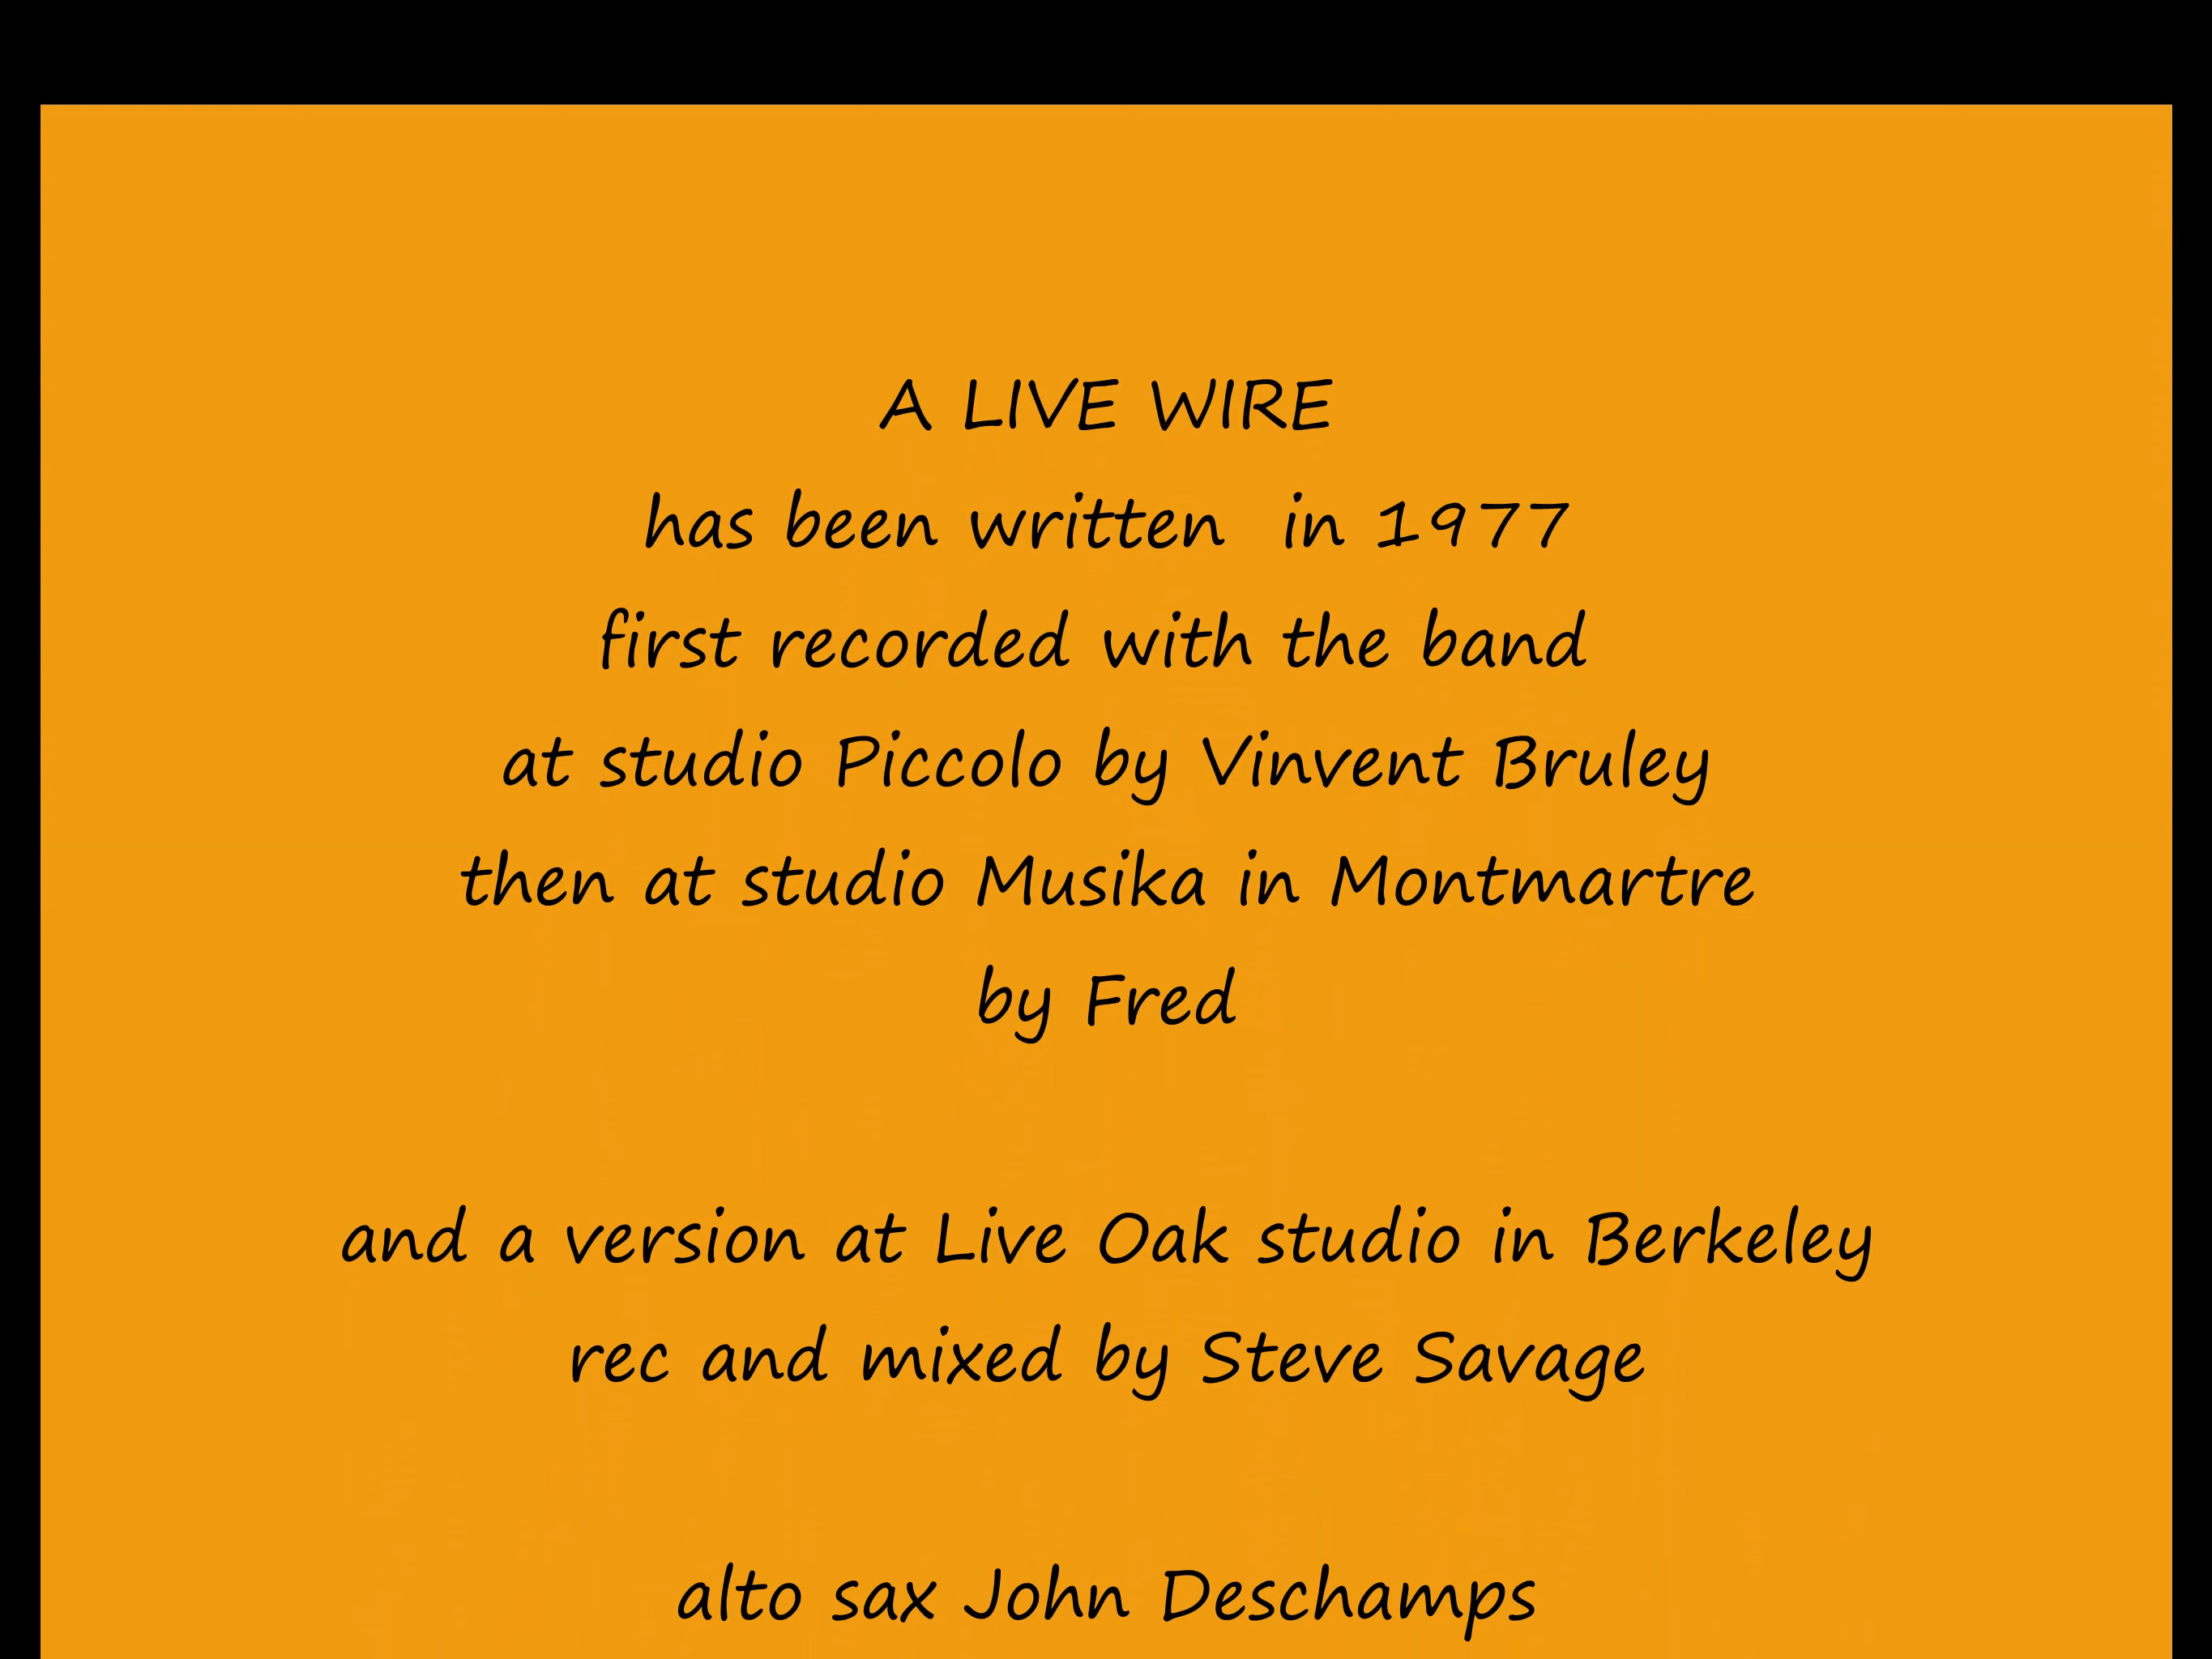 A LIVE WIRE
has been written  in 1977
first recorded with the band
at studio Piccolo by Vinvent Bruley
then at studio Musika in Montmartre
by Fred
and a version at Live Oak studio in Berkeley
rec and mixed by Steve Savage
alto sax John Deschamps